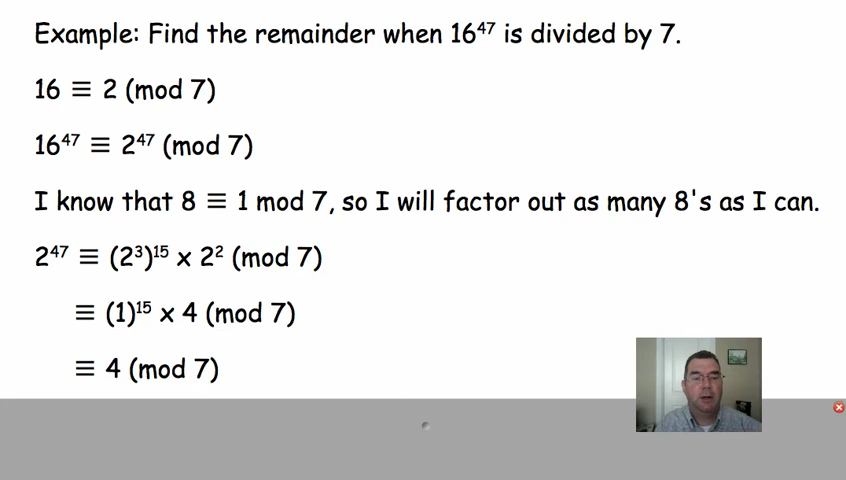 Example: Find the remainder when 16⁴⁷ is divided by 7.
16 ≡ 2 (mod 7)
16⁴⁷ ≡ 2⁴⁷ (mod 7)
I know that 8 ≡ 1 mod 7, so I will factor out as many 8's as I can.
2⁴⁷ ≡ (2³)¹⁵ x 2² (mod 7)
≡ (1)¹⁵ x 4 (mod 7)
≡ 4 (mod 7)